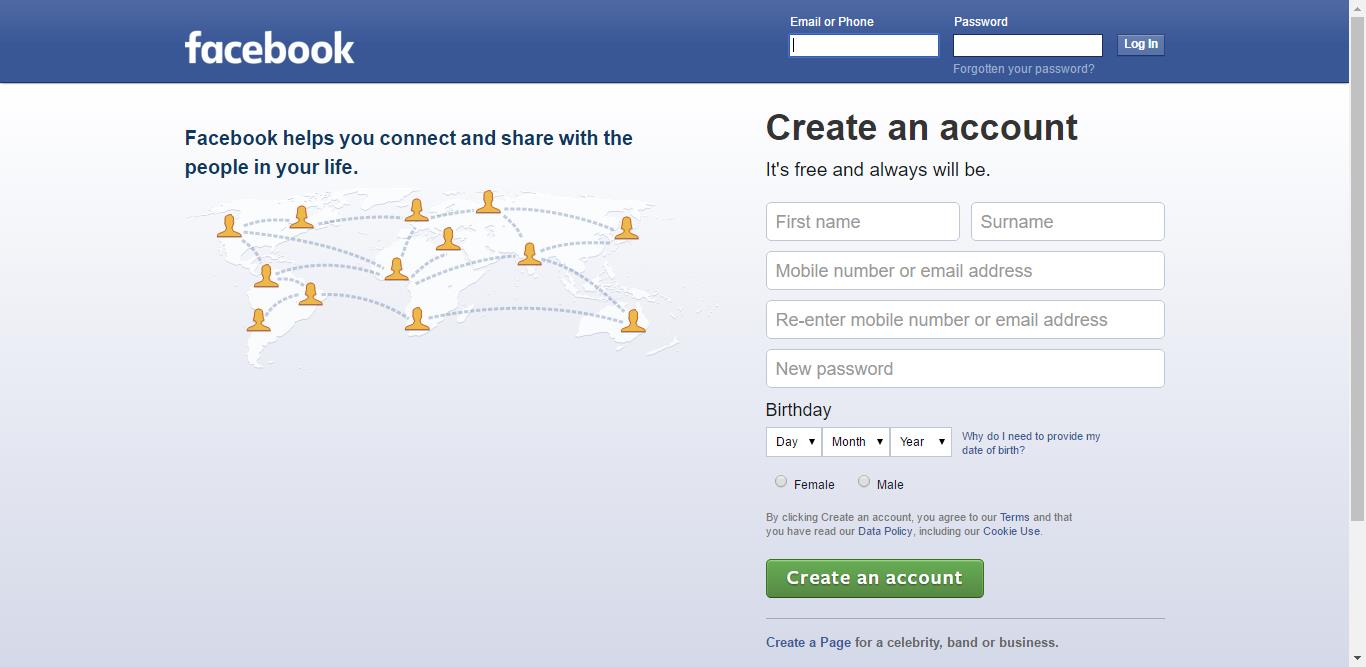 facebook
Email or Phone
Password
Log In
Forgotten your password?
Facebook helps you connect and share with the
people in your life.
Create an account
It's free and always will be.
First name
Surname
Mobile number or email address
Re-enter mobile number or email address
New password
Birthday
Day
Month
Year
Why do I need to provide my
date of birth?
Female
Male
By clicking Create an account, you agree to our Terms and that
you have read our Data Policy, including our Cookie Use.
Create an account
Create a Page for a celebrity, band or business.